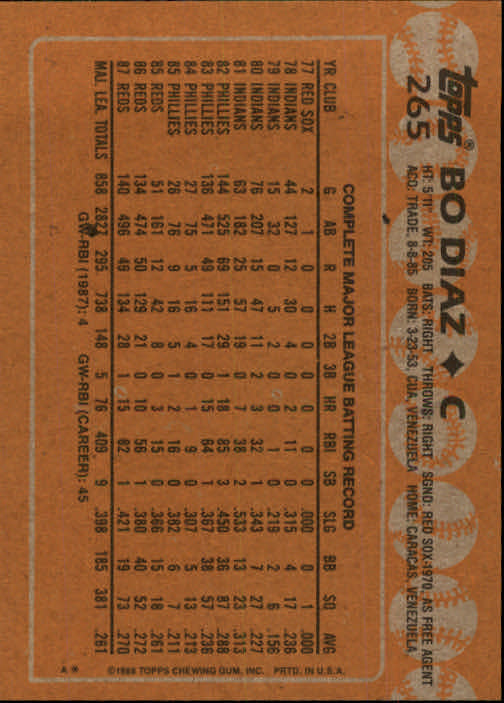 topps® BO DIAZ ✦ C
265 HT: 5'11" WT: 205 BATS: RIGHT THROWS: RIGHT SGND: RED SOX-1970, AS FREE AGENT
ACQ: TRADE, 8-8-85 BORN: 3-23-53, CUA, VENEZUELA HOME: CARACAS, VENEZUELA
COMPLETE MAJOR LEAGUE BATTING RECORD
YR CLUB G AB R H 2B 3B HR RBI SB SLG BB SO AVG
77 RED SOX 2 1 0 0 0 0 0 0 0 .000 0 1 .000
78 INDIANS 44 127 12 30 4 0 2 11 0 .315 4 17 .236
79 INDIANS 15 32 0 5 2 0 0 1 0 .219 2 6 .156
80 INDIANS 76 207 15 47 11 2 3 32 1 .343 7 27 .227
81 INDIANS 63 182 25 57 19 0 7 38 2 .533 13 23 .313
82 PHILLIES 144 525 69 151 29 1 18 85 3 .450 36 87 .288
83 PHILLIES 136 471 49 111 17 0 15 64 1 .367 38 57 .236
84 PHILLIES 27 75 5 16 4 0 1 9 0 .307 5 13 .213
85 PHILLIES 26 76 9 16 5 1 2 16 0 .382 6 7 .211
85 REDS 51 161 12 42 8 0 3 15 0 .366 15 18 .261
86 REDS 134 474 50 129 21 0 10 56 1 .380 40 52 .272
87 REDS 140 496 49 134 28 1 15 82 1 .421 19 73 .270
MAJ. LEA. TOTALS 858 2827 295 738 148 5 76 409 9 .398 185 381 .261
GW-RBI (1987): 4 GW-RBI (CAREER): 45
©1988 TOPPS CHEWING GUM, INC. PRTD. IN U.S.A.
A *